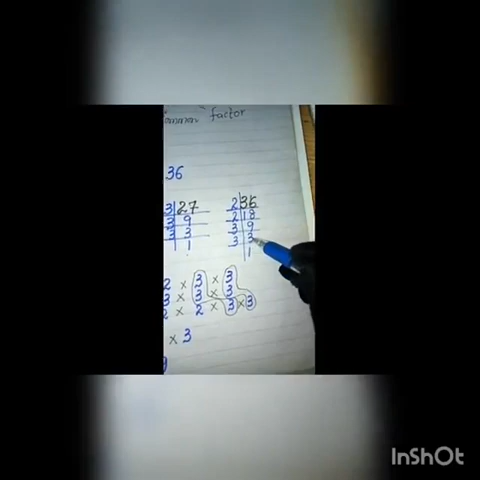 factor
36
3 27 2 36
3 9 2 18
3 3 3 9
1 3 3
1
2 × 3 × 3
3 × 3 × 3
2 × 2 × 3 × 3
× 3
9
InShOt